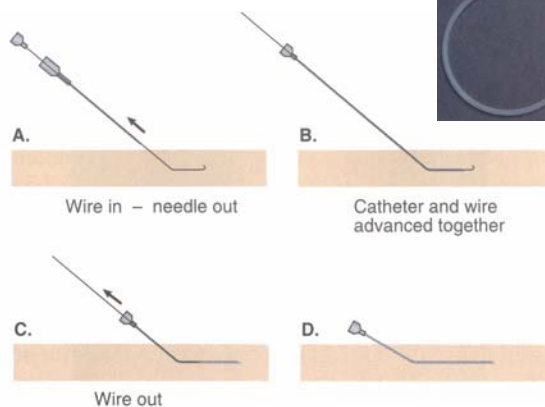 A.
B.
Wire in – needle out
Catheter and wire
advanced together
C.
D.
Wire out